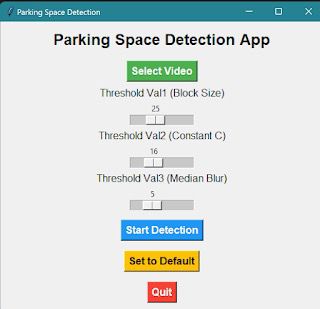 Parking Space Detection
Parking Space Detection App
Select Video
Threshold Val1 (Block Size)
25
Threshold Val2 (Constant C)
16
Threshold Val3 (Median Blur)
5
Start Detection
Set to Default
Quit